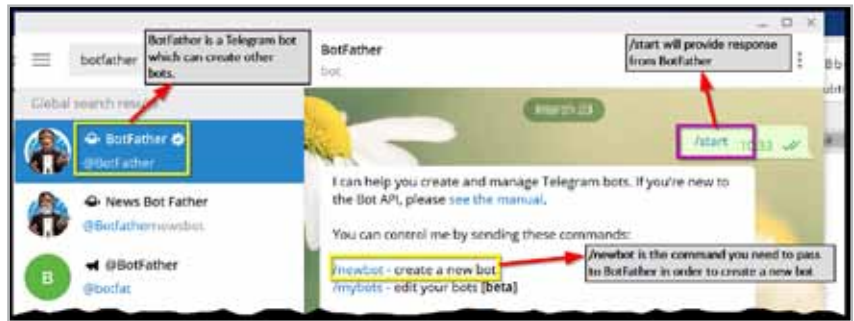 botfather
BotFather is a Telegram bot
which can create other
bots.
BotFather
bot
/start will provide response
from BotFather
Global search results
March 23
BotFather
@BotFather
/start 10:33
I can help you create and manage Telegram bots. If you're new to
the Bot API, please see the manual.
News Bot Father
@Botfathernewsbot
You can control me by sending these commands:
/newbot - create a new bot
/newbot is the command you need to pass
to BotFather in order to create a new bot
B
@BotFather
@botfat
/mybots - edit your bots [beta]